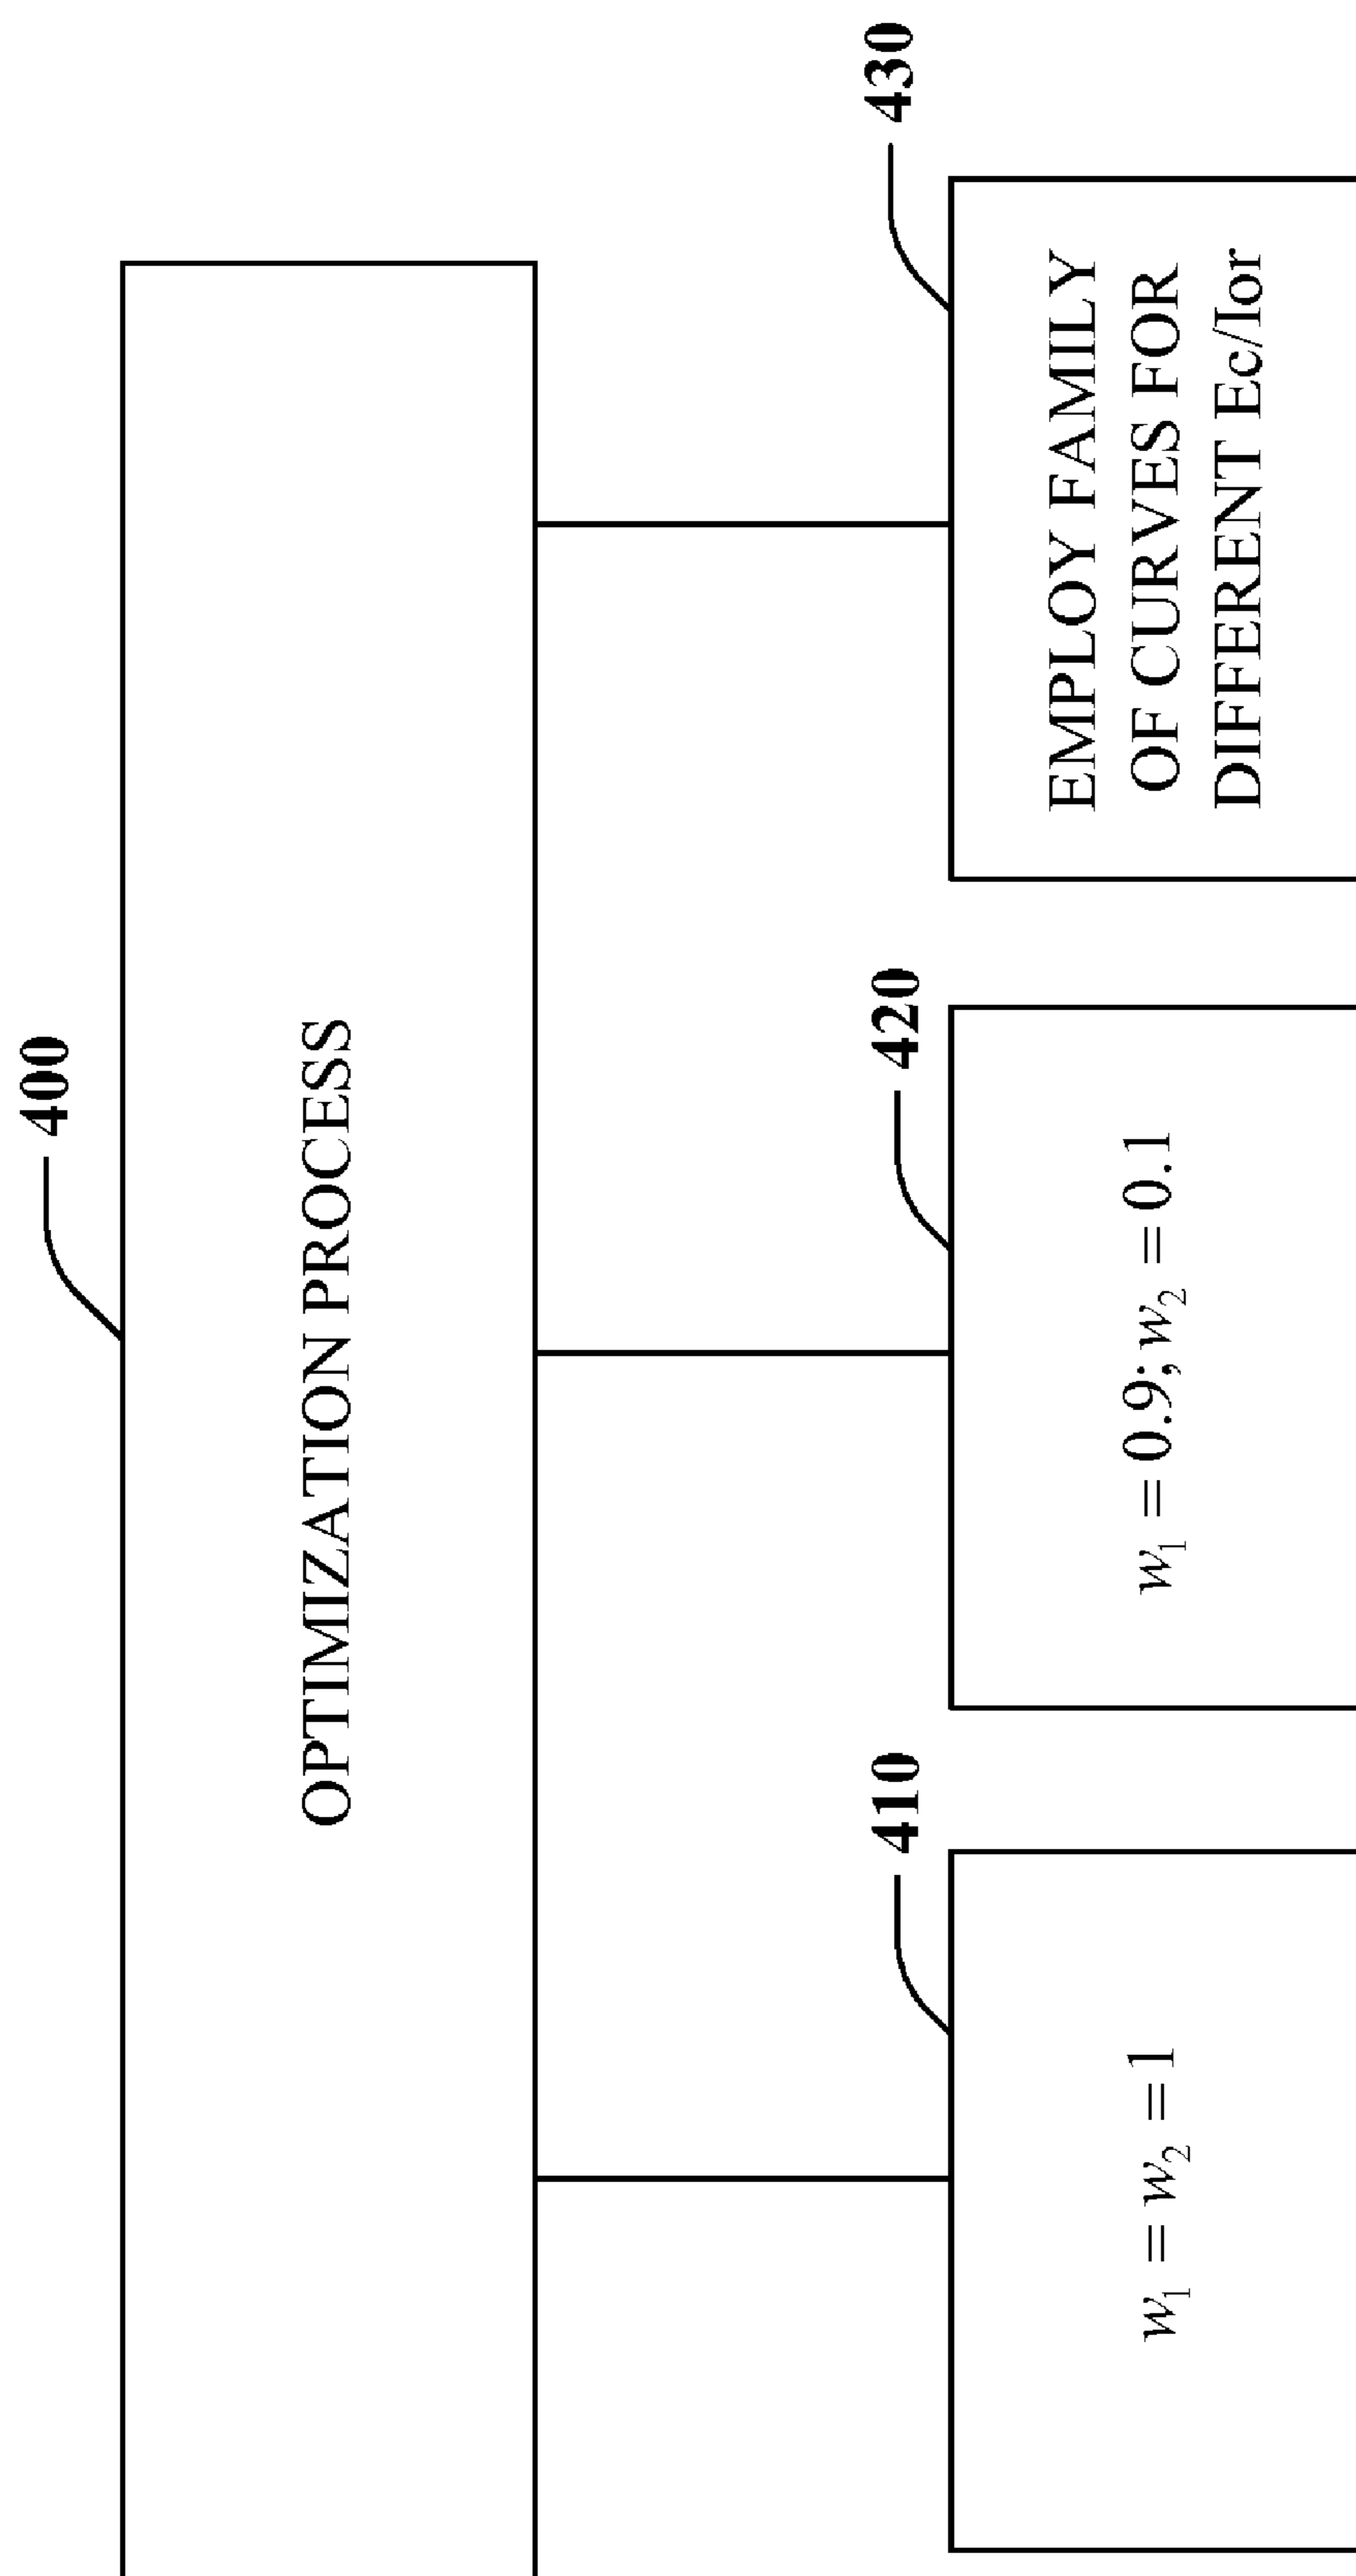 400
OPTIMIZATION PROCESS
410
w₁ = w₂ = 1
420
w₁ = 0.9; w₂ = 0.1
430
EMPLOY FAMILY
OF CURVES FOR
DIFFERENT Ec/Ior